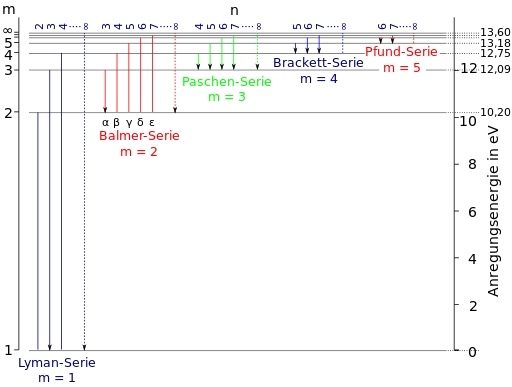 m
n
2 3 4 ∞
3 4 5 6 7 ∞
4 5 6 7 ∞
5 6 7 ∞
6 7 ∞
∞
5
4
3
2
1
13,60
13,18
12,75
12,09
10,20
12
10
8
6
4
2
0
Anregungsenergie in eV
Pfund-Serie
m = 5
Brackett-Serie
m = 4
Paschen-Serie
m = 3
α β γ δ ε
Balmer-Serie
m = 2
Lyman-Serie
m = 1